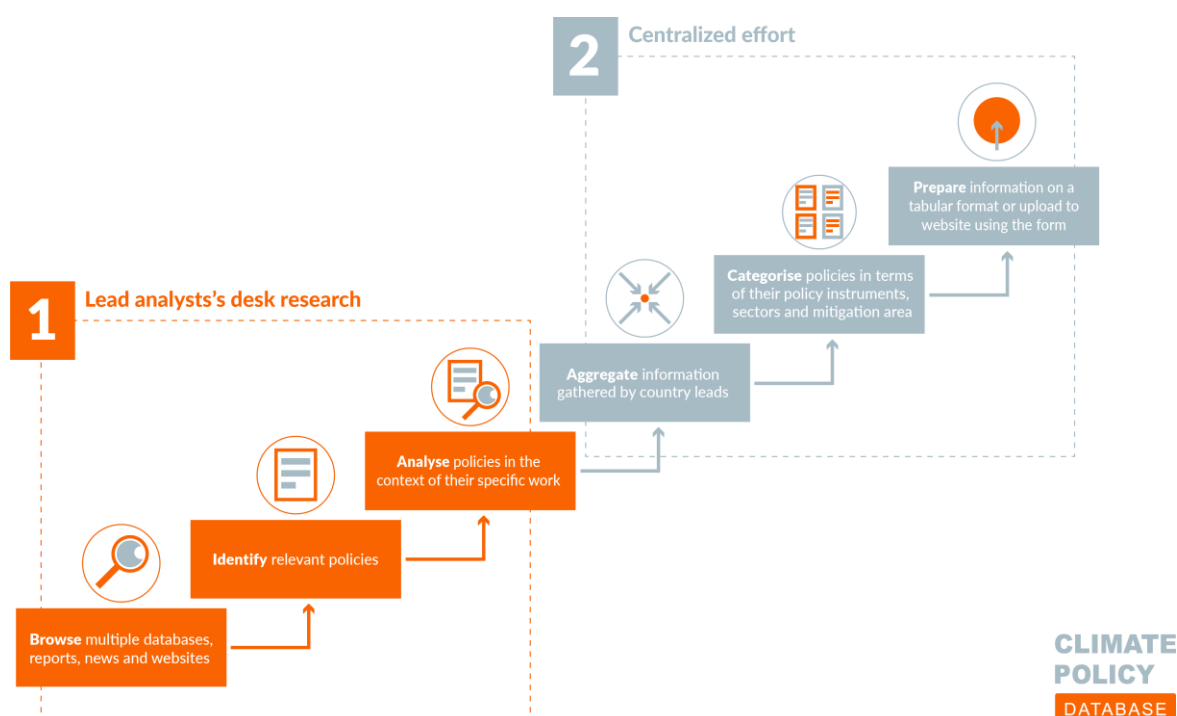 1
Lead analysts's desk research
Browse multiple databases,
reports, news and websites
Identify relevant policies
Analyse policies in the
context of their specific work
2
Centralized effort
Aggregate information
gathered by country leads
Categorise policies in terms
of their policy instruments,
sectors and mitigation area
Prepare information on a
tabular format or upload to
website using the form
CLIMATE
POLICY
DATABASE